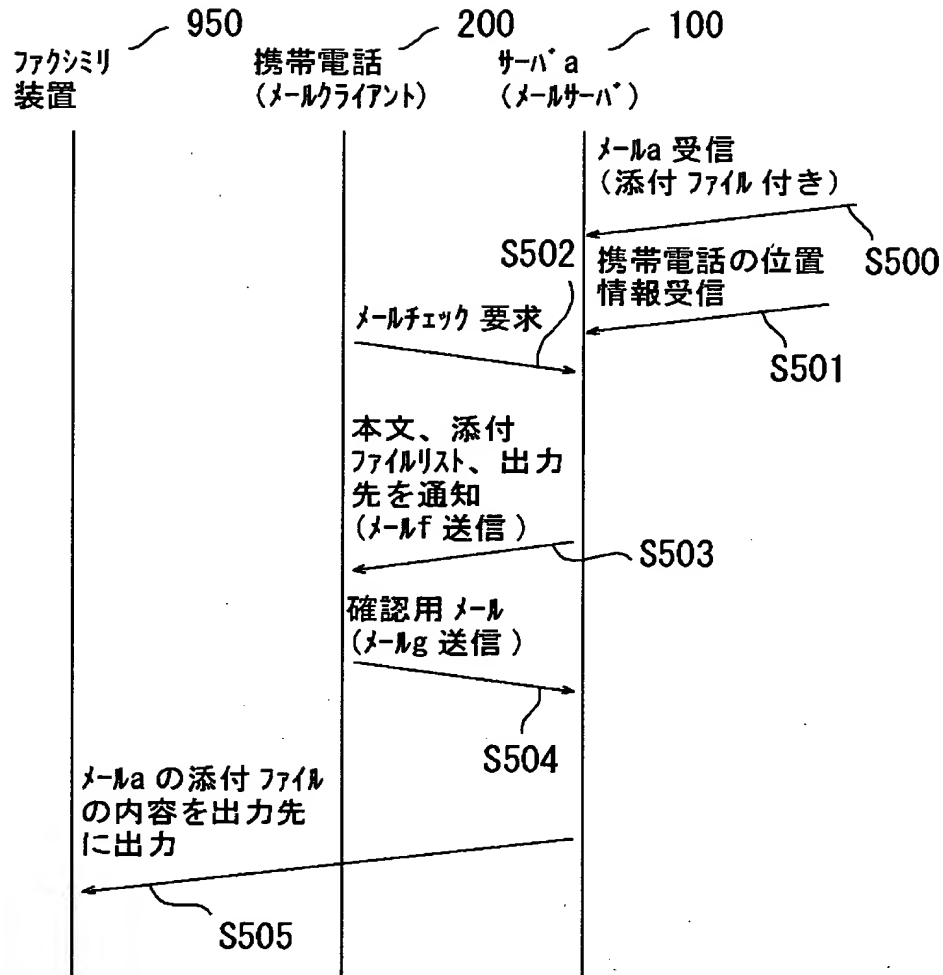 950
200
100
ファクシミリ
装置
携帯電話
(メールクライアント)
サーバa
(メールサーバ)
メールa 受信
(添付 ファイル 付き)
S500
S502
携帯電話の位置
情報受信
メールチェック 要求
S501
本文、添付
ファイルリスト、出力
先を通知
(メールf 送信)
S503
確認用 メール
(メールg 送信)
S504
メールa の添付 ファイル
の内容を出力先
に出力
S505